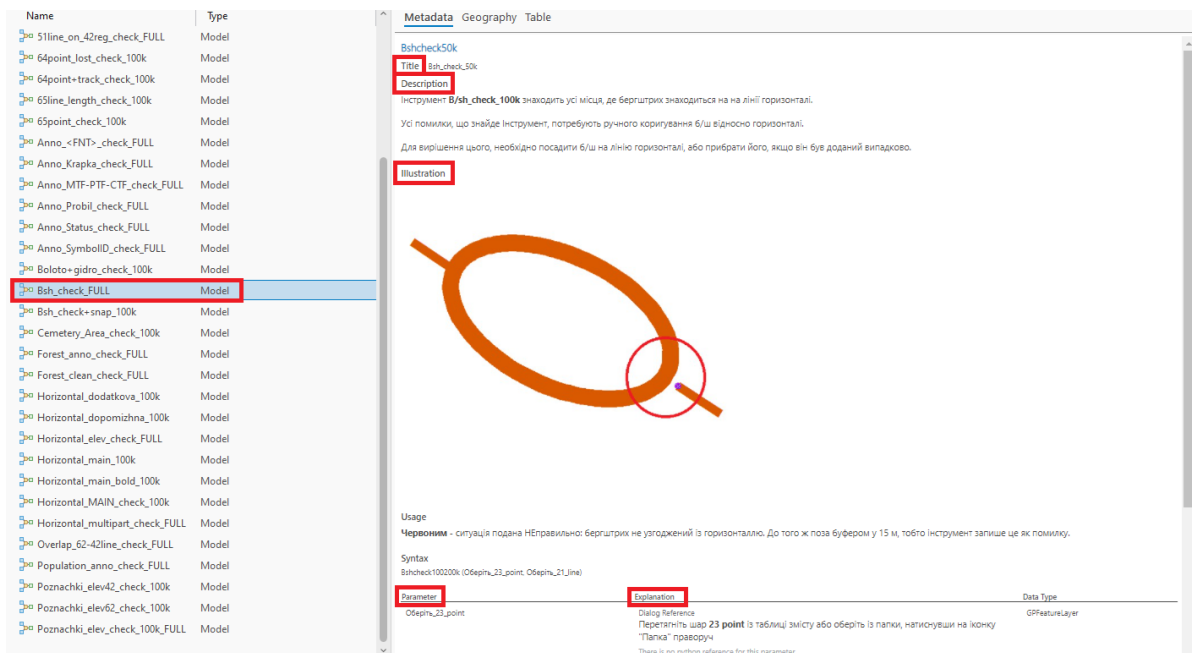 Name Type
51line_on_42reg_check_FULL Model
64point_lost_check_100k Model
64point+track_check_100k Model
65line_length_check_100k Model
65point_check_100k Model
Anno_<FNT>_check_FULL Model
Anno_Krapka_check_FULL Model
Anno_MTF-PTF-CTF_check_FULL Model
Anno_Probil_check_FULL Model
Anno_Status_check_FULL Model
Anno_SymbolID_check_FULL Model
Boloto+gidro_check_100k Model
Bsh_check_FULL Model
Bsh_check+snap_100k Model
Cemetery_Area_check_100k Model
Forest_anno_check_FULL Model
Forest_clean_check_FULL Model
Horizontal_dodatkova_100k Model
Horizontal_dopomizhna_100k Model
Horizontal_elev_check_FULL Model
Horizontal_main_100k Model
Horizontal_main_bold_100k Model
Horizontal_MAIN_check_100k Model
Horizontal_multipart_check_FULL Model
Overlap_62-42line_check_FULL Model
Population_anno_check_FULL Model
Poznachki_elev42_check_100k Model
Poznachki_elev62_check_100k Model
Poznachki_elev_check_100k_FULL Model
Metadata Geography Table
Bshcheck50k
Title Bsh_check_50k
Description
Інструмент B/sh_check_100k знаходить усі місця, де бергштрих знаходиться на на лінії горизонталі.
Усі помилки, що знайде Інструмент, потребують ручного коригування б/ш відносно горизонталі.
Для вирішення цього, необхідно посадити б/ш на лінію горизонталі, або прибрати його, якщо він був доданий випадково.
Illustration
Usage
Червоним - ситуація подана НЕправильно: бергштрих не узгоджений із горизонталлю. До того ж поза буфером у 15 м, тобто інструмент запише це як помилку.
Syntax
Bshcheck100200k (Оберіть_23_point, Оберіть_21_line)
Parameter Explanation Data Type
Оберіть_23_point Dialog Reference GPFeatureLayer
Перетягніть шар 23 point із таблиці змісту або оберіть із папки, натиснувши на іконку
"Папка" праворуч
There is no python reference for this parameter.